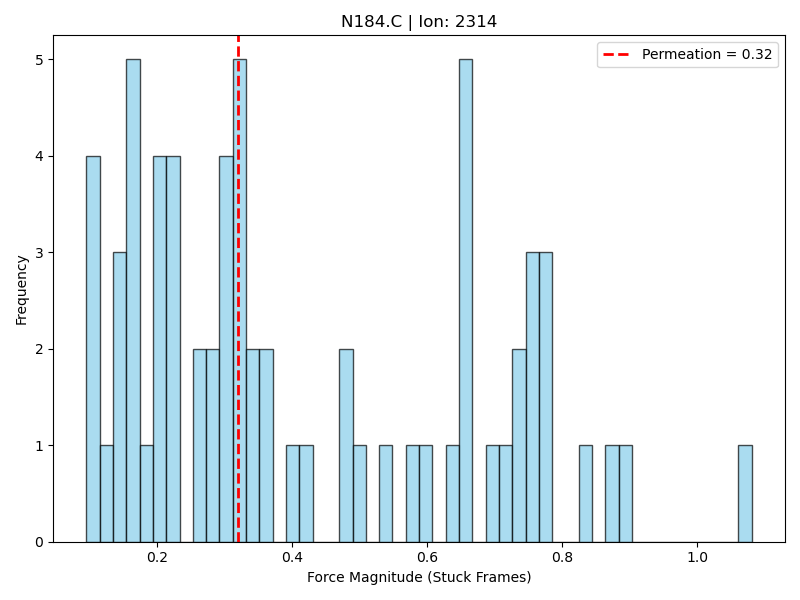 N184.C | Ion: 2314
Permeation = 0.32
5
4
3
2
1
0
Frequency
0.2
0.4
0.6
0.8
1.0
Force Magnitude (Stuck Frames)